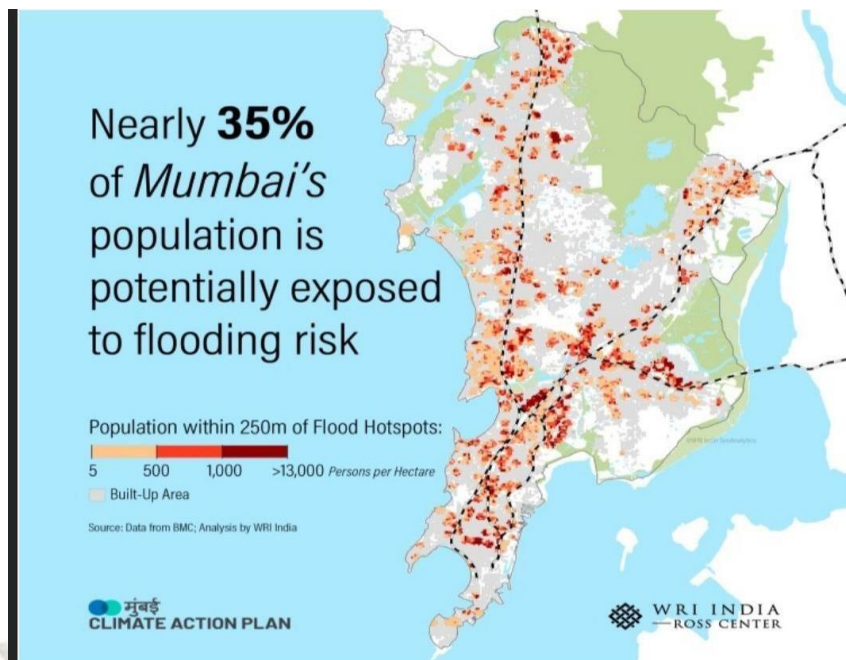 Nearly 35%
of Mumbai's
population is
potentially exposed
to flooding risk
Population within 250m of Flood Hotspots:
5 500 1,000 >13,000 Persons per Hectare
Built-Up Area
Source: Data from BMC; Analysis by WRI India
मुंबई
CLIMATE ACTION PLAN
WRI INDIA
ROSS CENTER